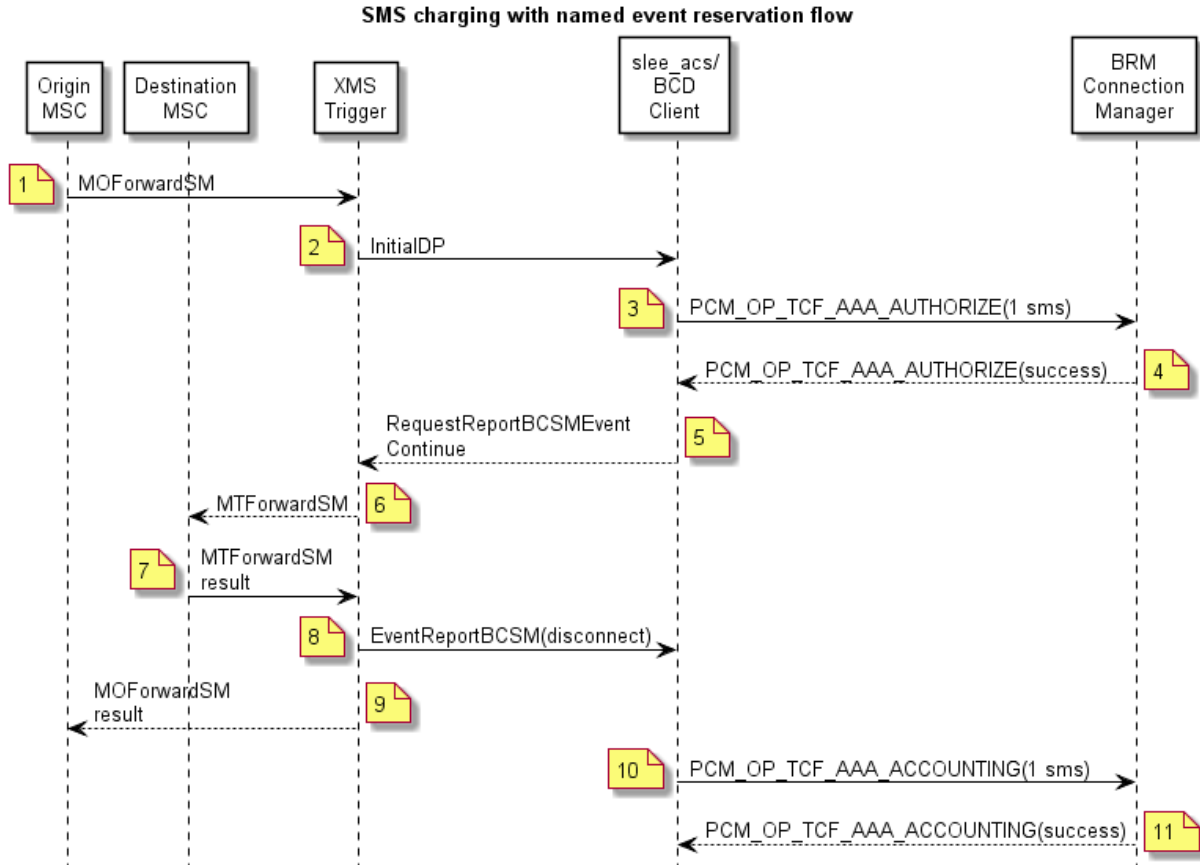 SMS charging with named event reservation flow
Origin
MSC
Destination
MSC
XMS
Trigger
slee_acs/
BCD
Client
BRM
Connection
Manager
1
MOForwardSM
2
InitialDP
3
PCM_OP_TCF_AAA_AUTHORIZE(1 sms)
PCM_OP_TCF_AAA_AUTHORIZE(success)
4
RequestReportBCSMEvent
Continue
5
MTForwardSM
6
7
MTForwardSM
result
8
EventReportBCSM(disconnect)
MOForwardSM
result
9
10
PCM_OP_TCF_AAA_ACCOUNTING(1 sms)
PCM_OP_TCF_AAA_ACCOUNTING(success)
11